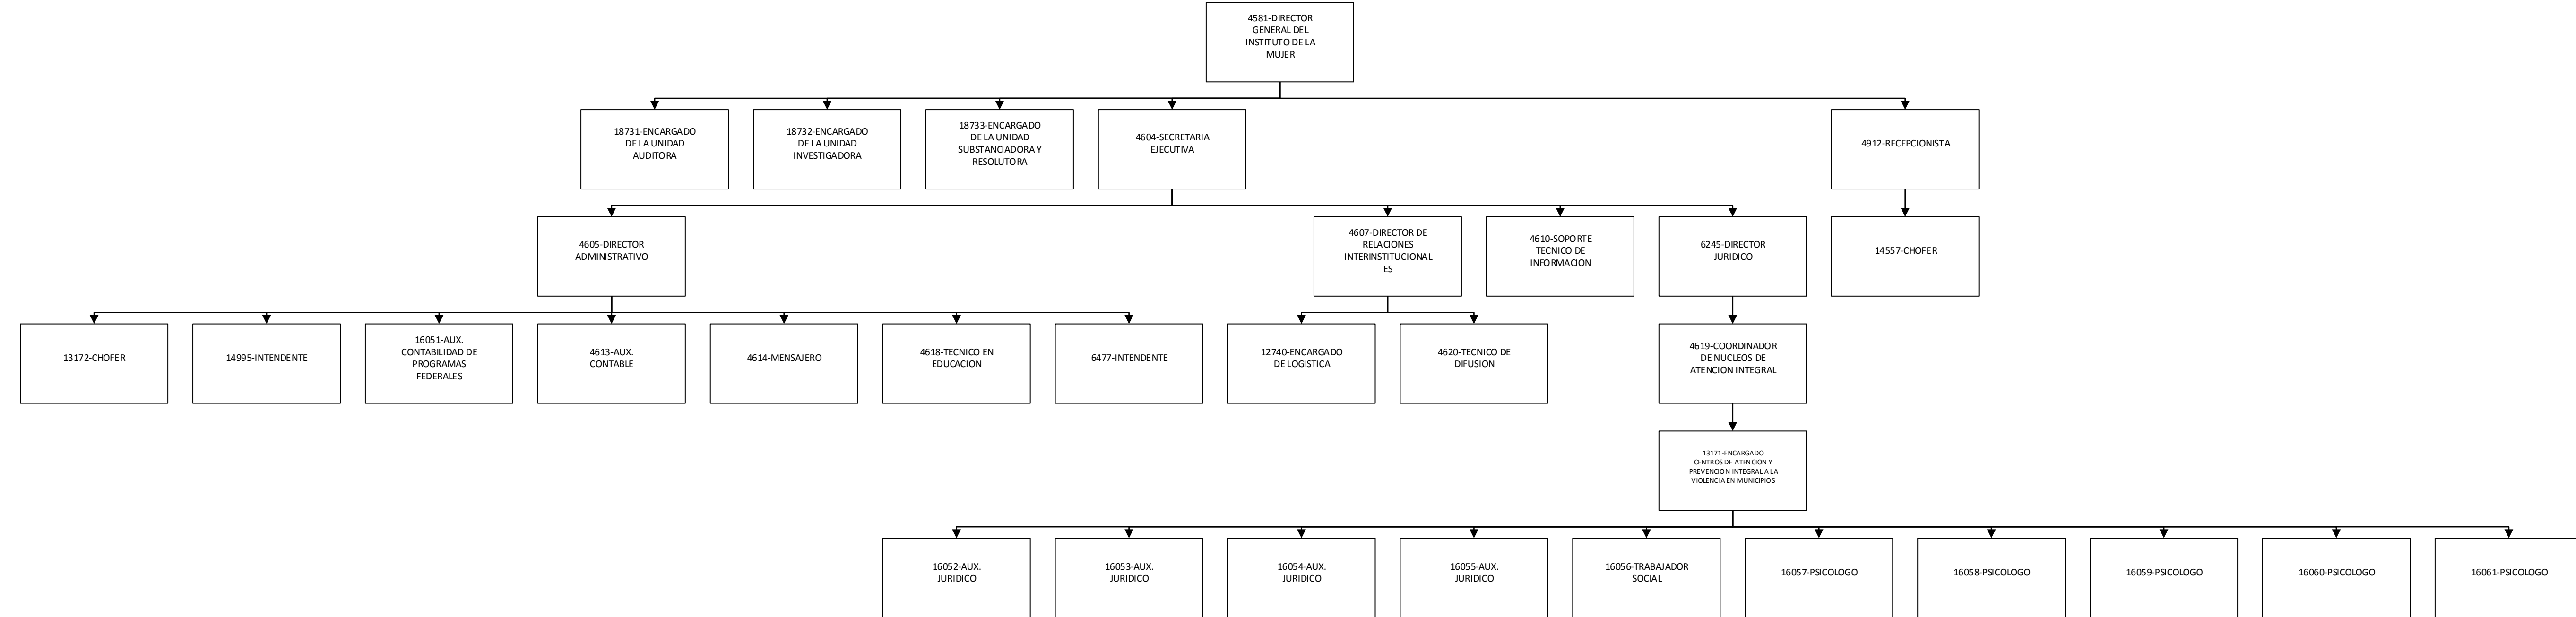 4581-DIRECTOR
GENERAL DEL
INSTITUTO DE LA
MUJER
18731-ENCARGADO
DE LA UNIDAD
AUDITORA
18732-ENCARGADO
DE LA UNIDAD
INVESTIGADORA
18733-ENCARGADO
DE LA UNIDAD
SUBSTANCIADORA Y
RESOLUTORA
4604-SECRETARIA
EJECUTIVA
4912-RECEPCIONISTA
4605-DIRECTOR
ADMINISTRATIVO
4607-DIRECTOR DE
RELACIONES
INTERINSTITUCIONAL
ES
4610-SOPORTE
TECNICO DE
INFORMACION
6245-DIRECTOR
JURIDICO
14557-CHOFER
13172-CHOFER
14995-INTENDENTE
16051-AUX.
CONTABILIDAD DE
PROGRAMAS
FEDERALES
4613-AUX.
CONTABLE
4614-MENSAJERO
4618-TECNICO EN
EDUCACION
6477-INTENDENTE
12740-ENCARGADO
DE LOGISTICA
4620-TECNICO DE
DIFUSION
4619-COORDINADOR
DE NUCLEOS DE
ATENCION INTEGRAL
13171-ENCARGADO
CENTROS DE ATENCION Y
PREVENCION INTEGRAL A LA
VIOLENCIA EN MUNICIPIOS
16052-AUX.
JURIDICO
16053-AUX.
JURIDICO
16054-AUX.
JURIDICO
16055-AUX.
JURIDICO
16056-TRABAJADOR
SOCIAL
16057-PSICOLOGO
16058-PSICOLOGO
16059-PSICOLOGO
16060-PSICOLOGO
16061-PSICOLOGO